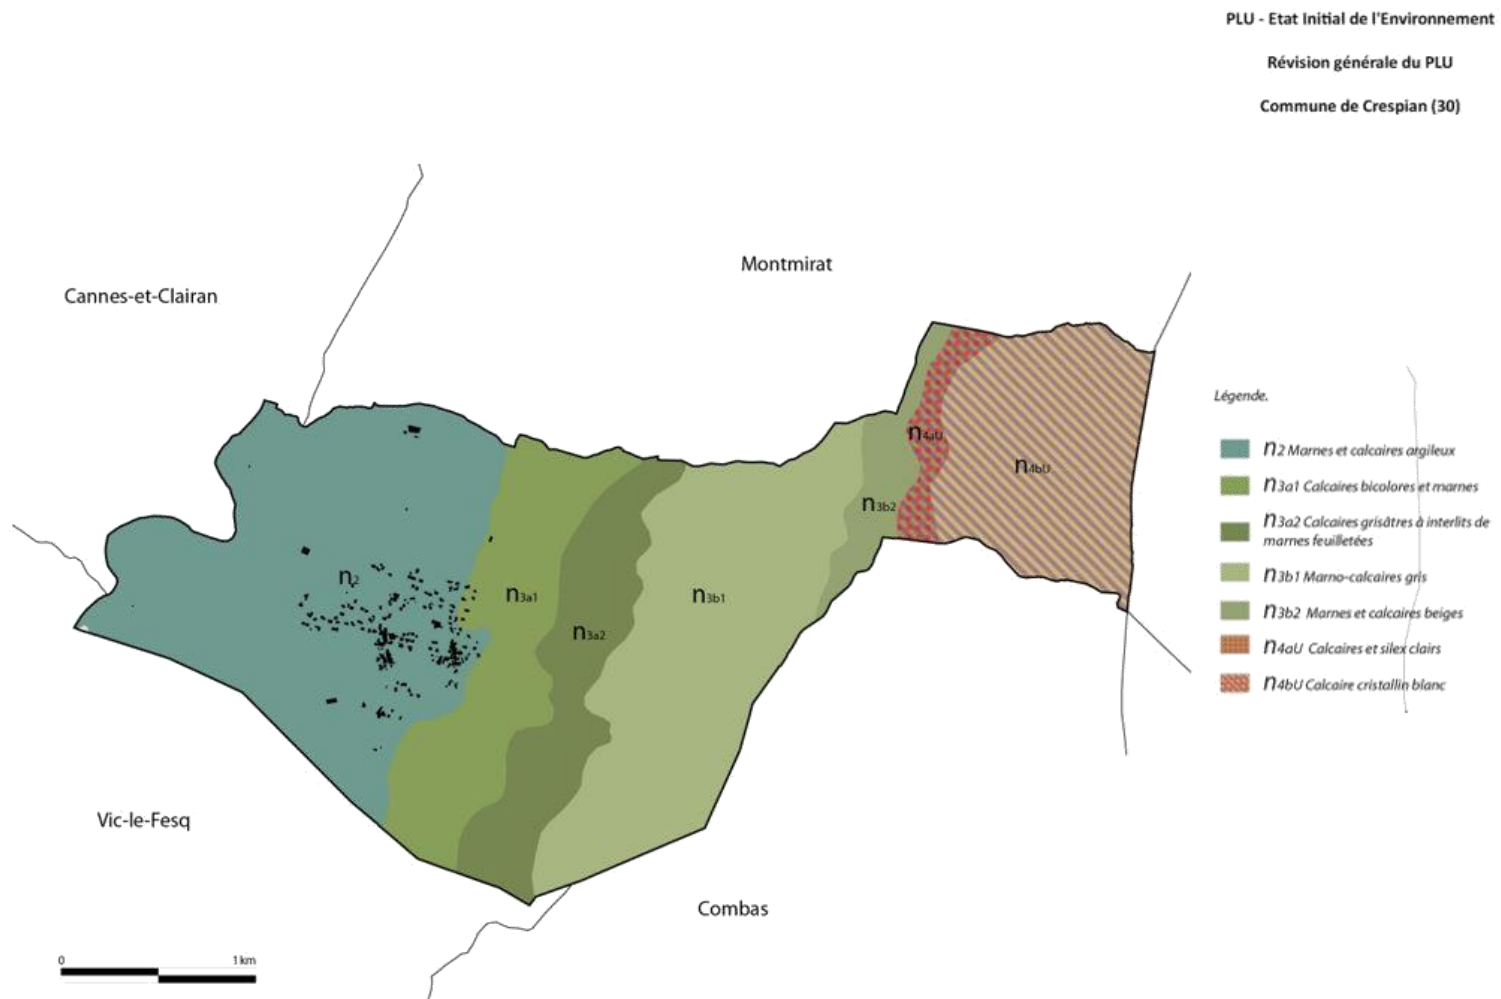 PLU - Etat Initial de l'Environnement
Révision générale du PLU
Commune de Crespian (30)
Montmirat
Cannes-et-Clairan
Légende.
n4aU
n2 Marnes et calcaires argileux
n4bU
n3a1 Calcaires bicolores et marnes
n3b2
n3a2 Calcaires grisâtres à interlits de
marnes feuilletées
n2
n3b1 Marno-calcaires gris
n3a1
n3b1
n3b2 Marnes et calcaires beiges
n3a2
n4aU Calcaires et silex clairs
n4bU Calcaire cristallin blanc
Vic-le-Fesq
Combas
0
1 km